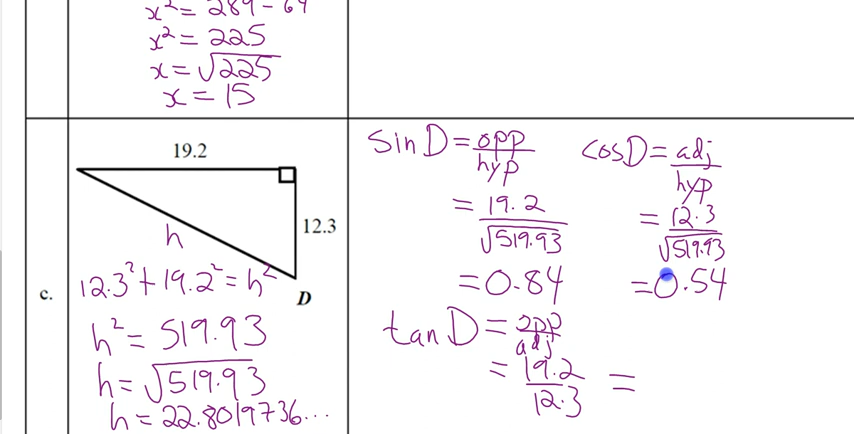 x² = 289 - 64
x² = 225
x = √225
x = 15
c.
19.2
12.3
h
D
12.3² + 19.2² = h²
h² = 519.93
h = √519.93
h = 22.8019736...
sin D = opp/hyp
= 19.2/√519.93
= 0.84
cos D = adj/hyp
= 12.3/√519.93
= 0.54
tan D = opp/adj
= 19.2/12.3 =